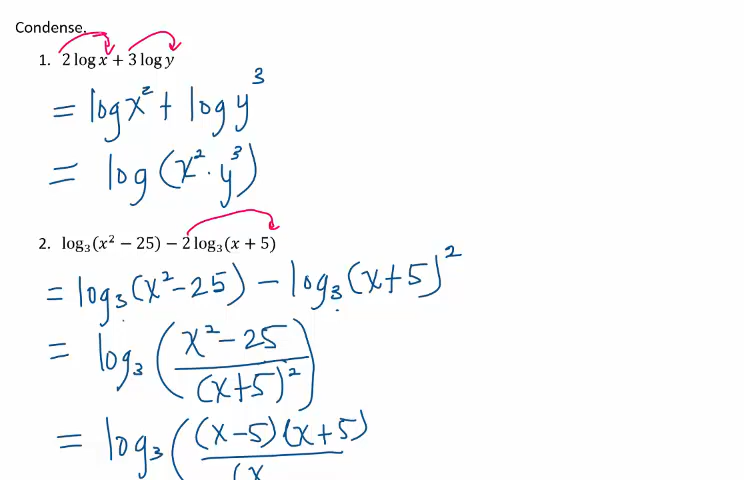 Condense.
1. 2 log x + 3 log y
= log x² + log y³
= log (x² · y³)
2. log₃(x² − 25) − 2 log₃(x + 5)
= log₃ (x² − 25) − log₃ (x + 5)²
= log₃ ( x² − 25 / (x + 5)² )
= log₃ ( (x − 5) (x + 5) / (x